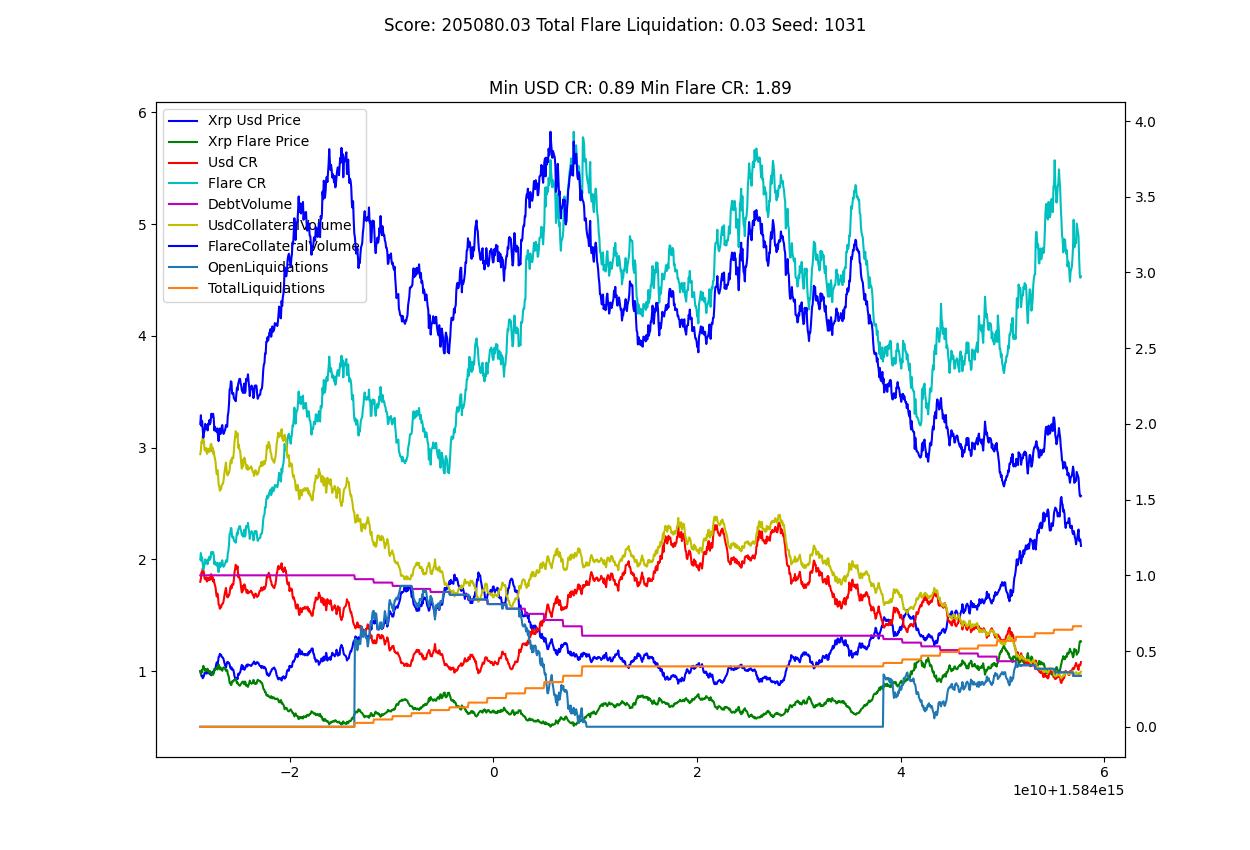 Score: 205080.03 Total Flare Liquidation: 0.03 Seed: 1031
Min USD CR: 0.89 Min Flare CR: 1.89
Xrp Usd Price
Xrp Flare Price
Usd CR
Flare CR
DebtVolume
UsdCollateralVolume
FlareCollateralVolume
OpenLiquidations
TotalLiquidations
6
5
4
3
2
1
4.0
3.5
3.0
2.5
2.0
1.5
1.0
0.5
0.0
−2 0 2 4 6
1e10+1.584e15